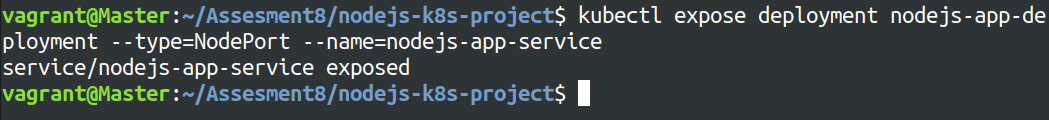 vagrant@Master:~/Assesment8/nodejs-k8s-project$ kubectl expose deployment nodejs-app-de
ployment --type=NodePort --name=nodejs-app-service
service/nodejs-app-service exposed
vagrant@Master:~/Assesment8/nodejs-k8s-project$